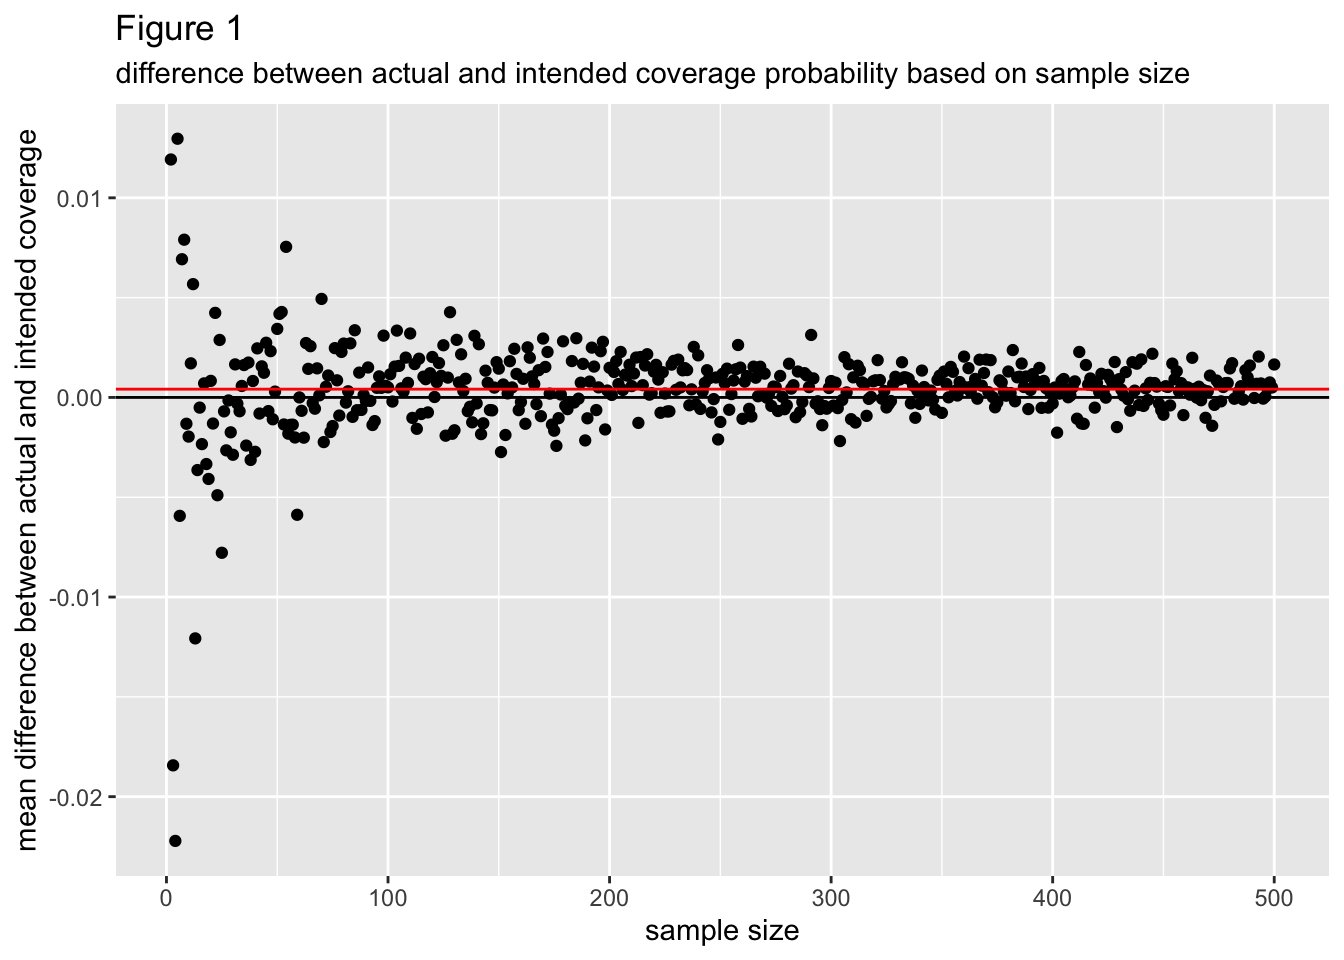 Figure 1
difference between actual and intended coverage probability based on sample size
mean difference between actual and intended coverage
0.01
0.00
-0.01
-0.02
0 100 200 300 400 500
sample size